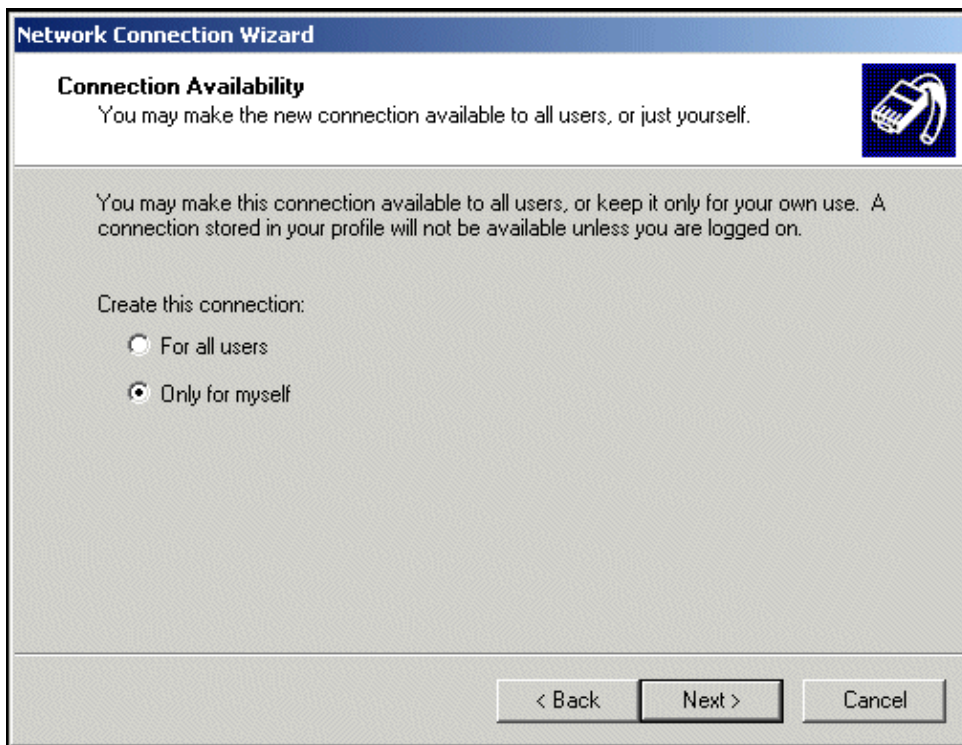 Network Connection Wizard
Connection Availability
You may make the new connection available to all users, or just yourself.
You may make this connection available to all users, or keep it only for your own use.  A
connection stored in your profile will not be available unless you are logged on.
Create this connection:
For all users
Only for myself
< Back
Next >
Cancel